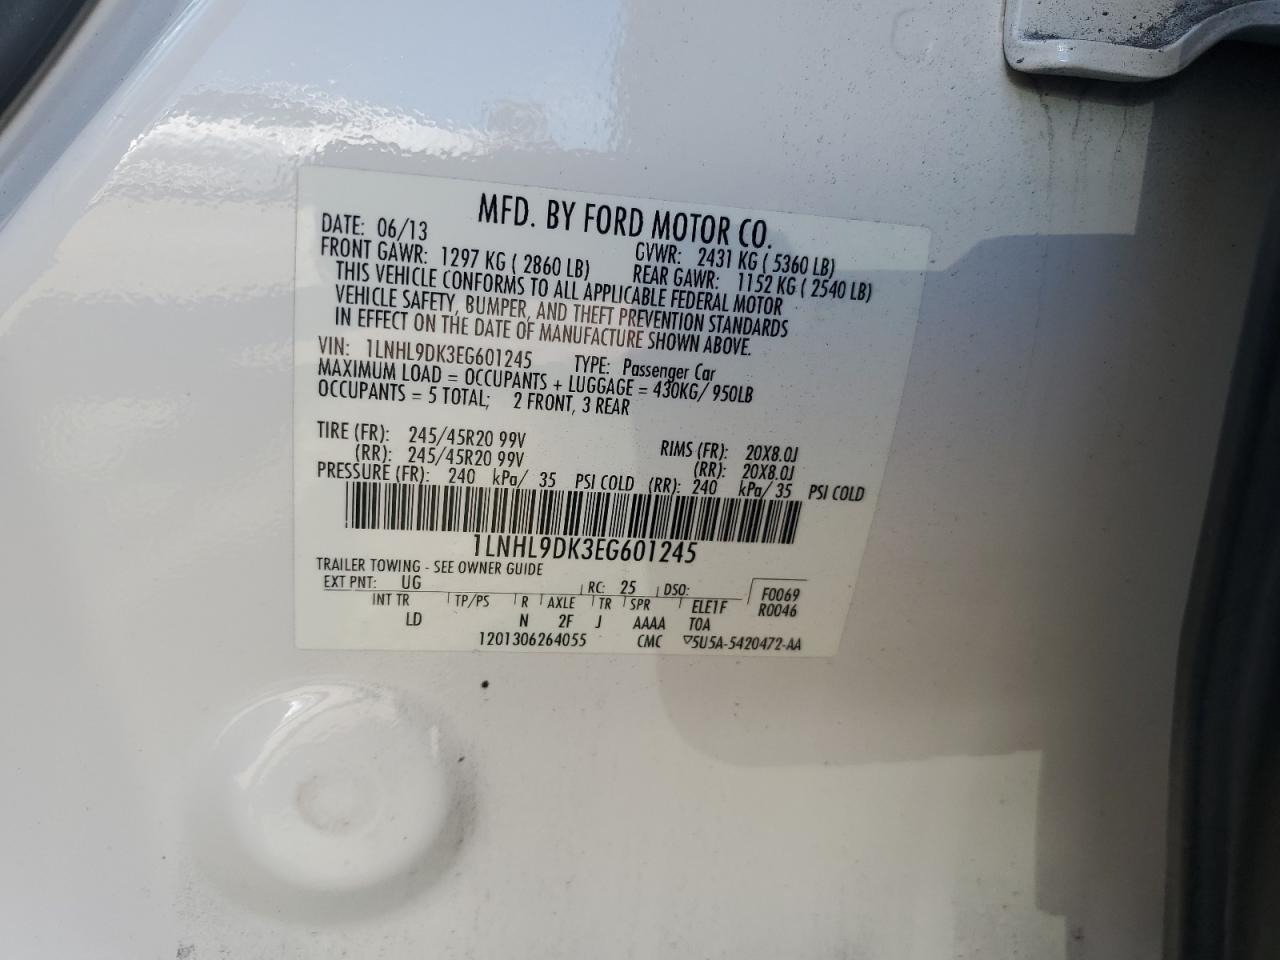 MFD. BY FORD MOTOR CO.
DATE: 06/13 GVWR: 2431 KG ( 5360 LB)
FRONT GAWR: 1297 KG ( 2860 LB) REAR GAWR: 1152 KG ( 2540 LB)
THIS VEHICLE CONFORMS TO ALL APPLICABLE FEDERAL MOTOR
VEHICLE SAFETY, BUMPER, AND THEFT PREVENTION STANDARDS
IN EFFECT ON THE DATE OF MANUFACTURE SHOWN ABOVE.
VIN: 1LNHL9DK3EG601245 TYPE: Passenger Car
MAXIMUM LOAD = OCCUPANTS + LUGGAGE = 430KG/ 950LB
OCCUPANTS = 5 TOTAL; 2 FRONT, 3 REAR
TIRE (FR): 245/45R20 99V RIMS (FR): 20X8.0J
(RR): 245/45R20 99V (RR): 20X8.0J
PRESSURE (FR): 240 kPa/ 35 PSI COLD (RR): 240 kPa/ 35 PSI COLD
1LNHL9DK3EG601245
TRAILER TOWING - SEE OWNER GUIDE
EXT PNT: UG RC: 25 DSO: F0069
INT TR TP/PS R AXLE TR SPR ELE1F R0046
LD N 2F J AAAA TOA
1201306264055 CMC 5U5A-5420472-AA